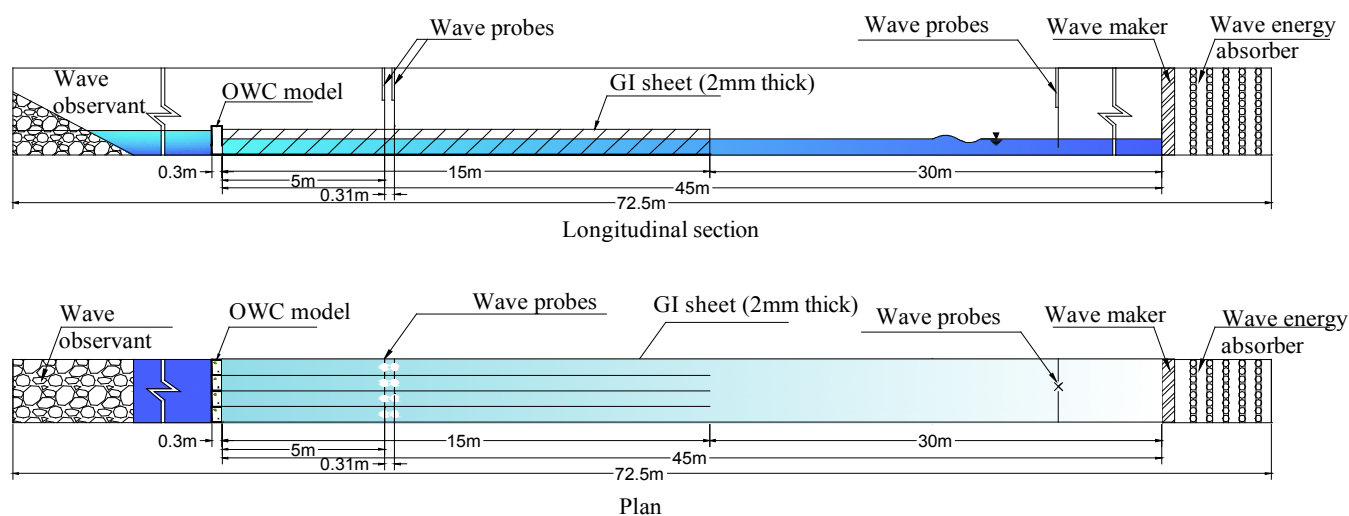 Wave probes
Wave probes
Wave maker
Wave energy
absorber
Wave
observant
OWC model
GI sheet (2mm thick)
0.3m
15m
30m
5m
45m
0.31m
72.5m
Longitudinal section
Wave
observant
OWC model
Wave probes
GI sheet (2mm thick)
Wave probes
Wave maker
Wave energy
absorber
0.3m
15m
30m
5m
45m
0.31m
72.5m
Plan